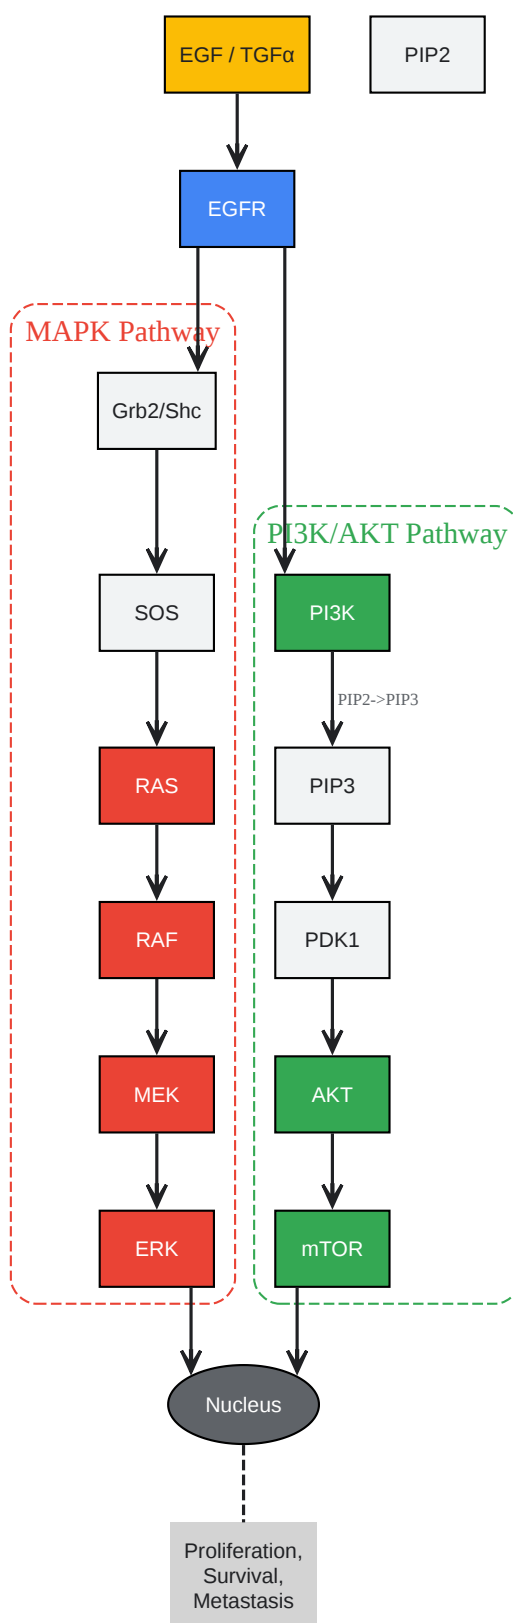 EGF / TGFα
PIP2
EGFR
MAPK Pathway
Grb2/Shc
PI3K/AKT Pathway
SOS
PI3K
PIP2->PIP3
RAS
PIP3
RAF
PDK1
MEK
AKT
ERK
mTOR
Nucleus
Proliferation,
Survival,
Metastasis